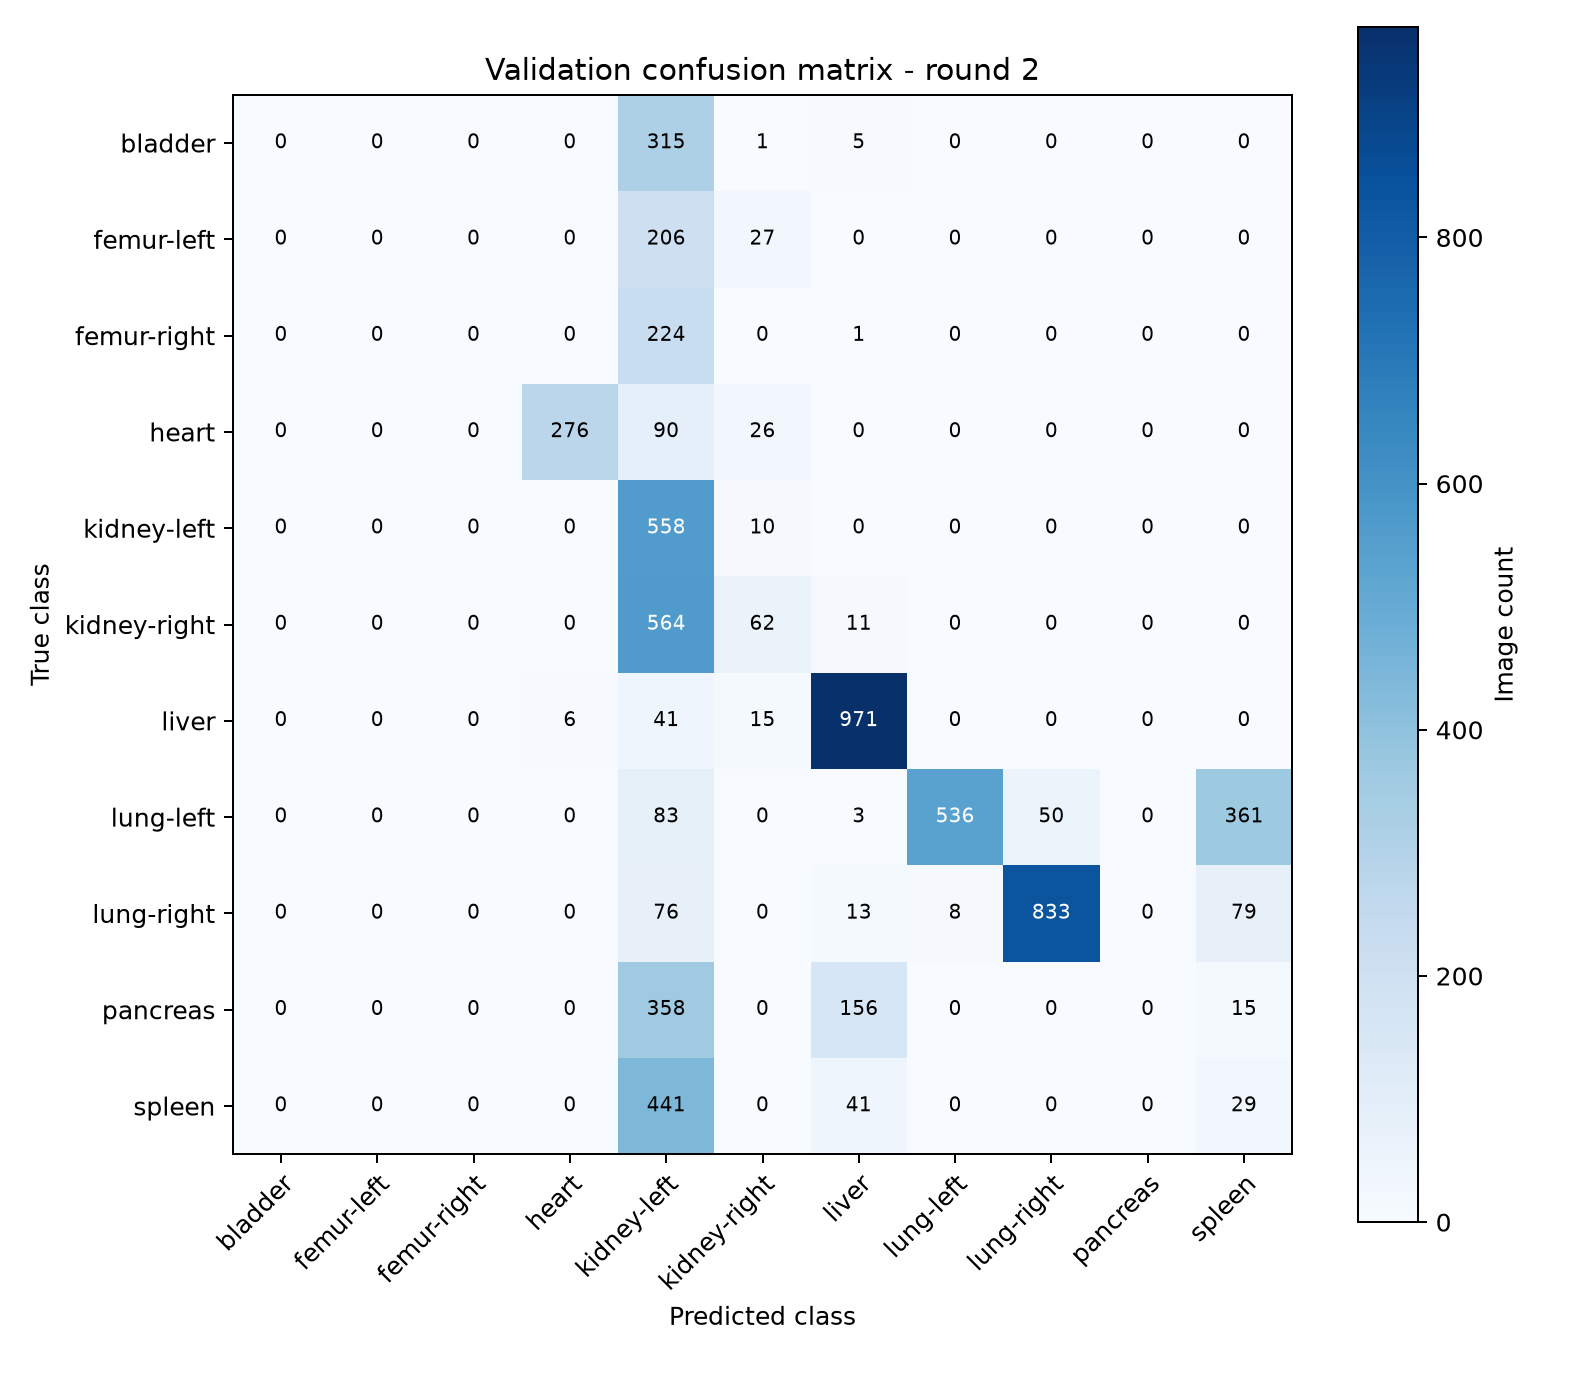 Validation confusion matrix - round 2
bladder 0 0 0 0 315 1 5 0 0 0 0
femur-left 0 0 0 0 206 27 0 0 0 0 0
femur-right 0 0 0 0 224 0 1 0 0 0 0
heart 0 0 0 276 90 26 0 0 0 0 0
kidney-left 0 0 0 0 558 10 0 0 0 0 0
kidney-right 0 0 0 0 564 62 11 0 0 0 0
liver 0 0 0 6 41 15 971 0 0 0 0
lung-left 0 0 0 0 83 0 3 536 50 0 361
lung-right 0 0 0 0 76 0 13 8 833 0 79
pancreas 0 0 0 0 358 0 156 0 0 0 15
spleen 0 0 0 0 441 0 41 0 0 0 29
bladder femur-left femur-right heart kidney-left kidney-right liver lung-left lung-right pancreas spleen
Predicted class
True class
800
600
400
200
0
Image count